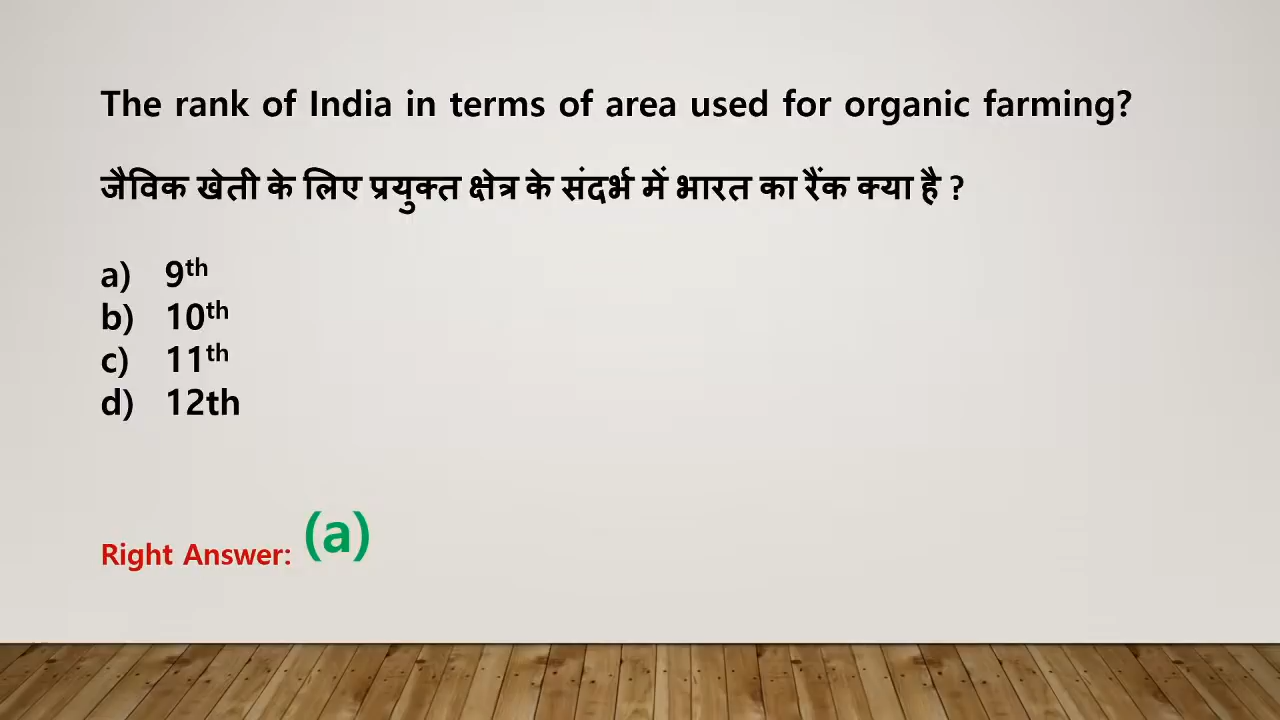 The rank of India in terms of area used for organic farming?
जैविक खेती के लिए प्रयुक्त क्षेत्र के संदर्भ में भारत का रैंक क्या है ?
a) 9th
b) 10th
c) 11th
d) 12th
Right Answer: (a)